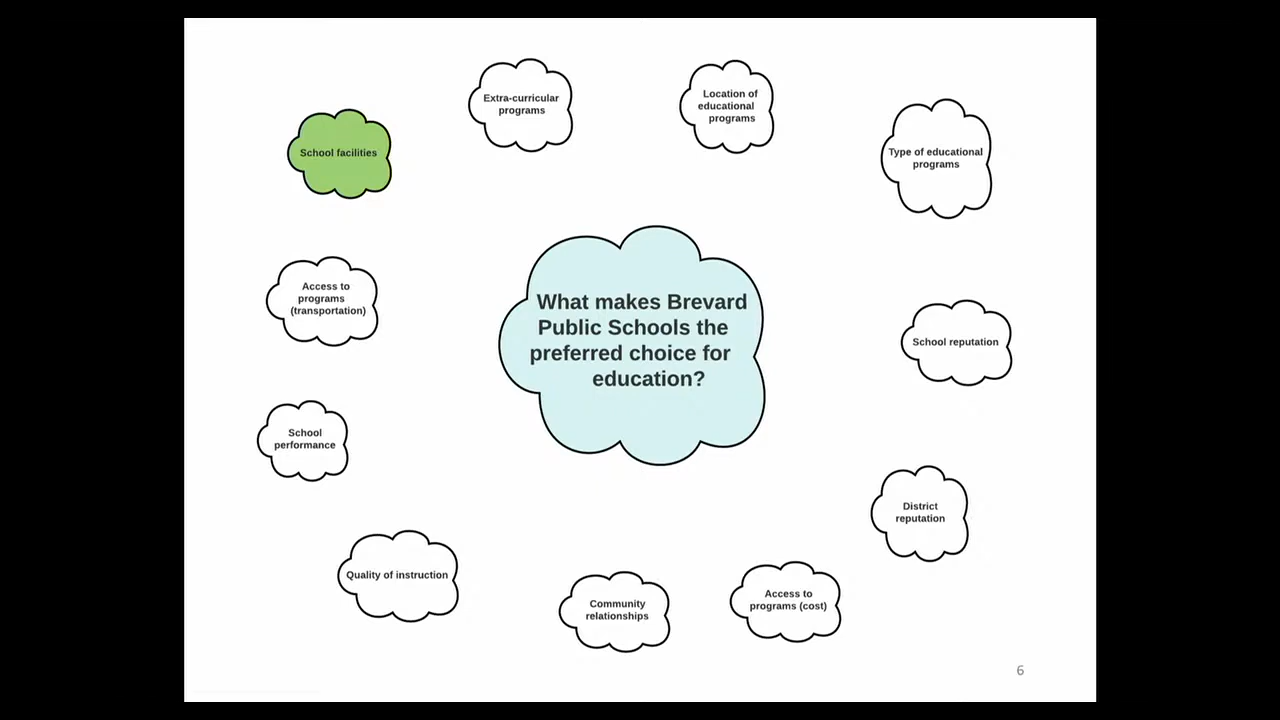 Extra-curricular
programs
Location of
educational
programs
School facilities
Type of educational
programs
Access to
programs
(transportation)
What makes Brevard
Public Schools the
preferred choice for
education?
School reputation
School
performance
District
reputation
Quality of instruction
Community
relationships
Access to
programs (cost)
6